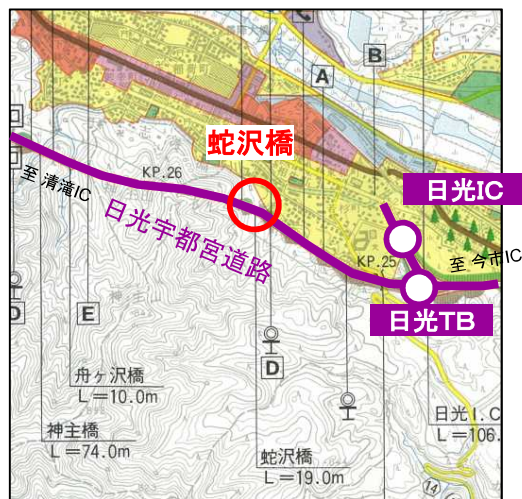 A
B
蛇沢橋
KP.26
至 清滝IC
日光IC
日光宇都宮道路
至 今市IC
KP.25
日光TB
D
E
D
舟ヶ沢橋
L=10.0m
神主橋
L=74.0m
蛇沢橋
L=19.0m
日光I.C
L=106.
14